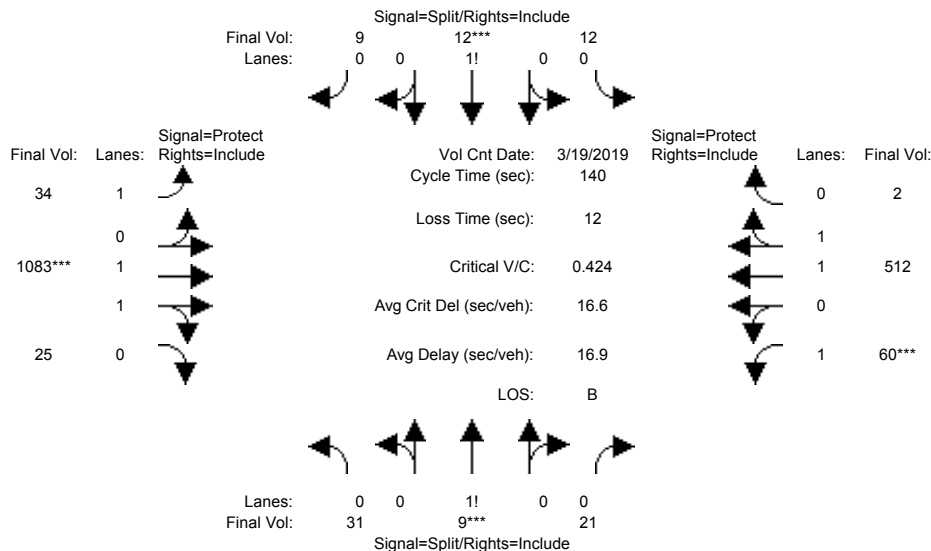 Signal=Split/Rights=Include
Final Vol: 9 12*** 12
Lanes: 0 0 1! 0 0
Signal=Protect
Final Vol: Lanes: Rights=Include
Vol Cnt Date: 3/19/2019
Signal=Protect
Rights=Include Lanes: Final Vol:
Cycle Time (sec): 140
34 1
0 2
Loss Time (sec): 12
0
1
1083*** 1
Critical V/C: 0.424
1 512
1
Avg Crit Del (sec/veh): 16.6
0
25 0
Avg Delay (sec/veh): 16.9
1 60***
LOS: B
Lanes: 0 0 1! 0 0
Final Vol: 31 9*** 21
Signal=Split/Rights=Include